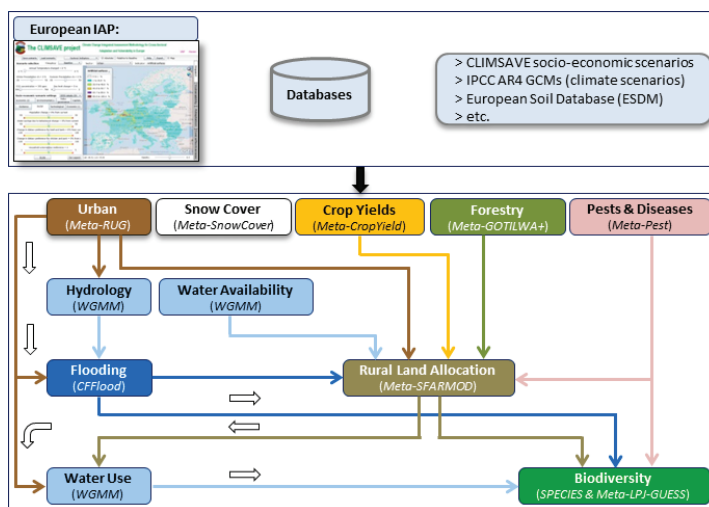 European IAP:
The CLIMSAVE project
Databases
> CLIMSAVE socio-economic scenarios
> IPCC AR4 GCMs (climate scenarios)
> European Soil Database (ESDM)
> etc.
Urban
(Meta-RUG)
Snow Cover
(Meta-SnowCover)
Crop Yields
(Meta-CropYield)
Forestry
(Meta-GOTILWA+)
Pests & Diseases
(Meta-Pest)
Hydrology
(WGMM)
Water Availability
(WGMM)
Flooding
(CFFlood)
Rural Land Allocation
(Meta-SFARMOD)
Water Use
(WGMM)
Biodiversity
(SPECIES & Meta-LPJ-GUESS)